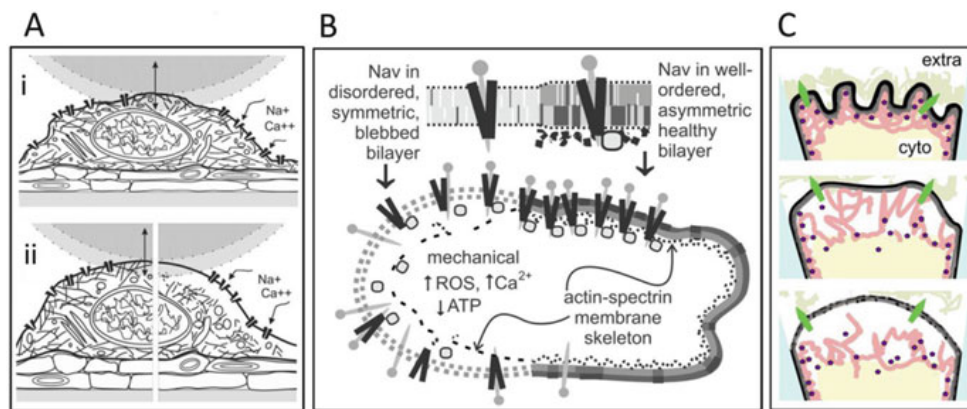 A
i
Na+
Ca++
ii
Na+
Ca++
B
Nav in
disordered,
symmetric,
blebbed
bilayer
Nav in well-
ordered,
asymmetric
healthy
bilayer
mechanical
↑ROS, ↑Ca2+
↓ATP
actin-spectrin
membrane
skeleton
C
extra
cyto